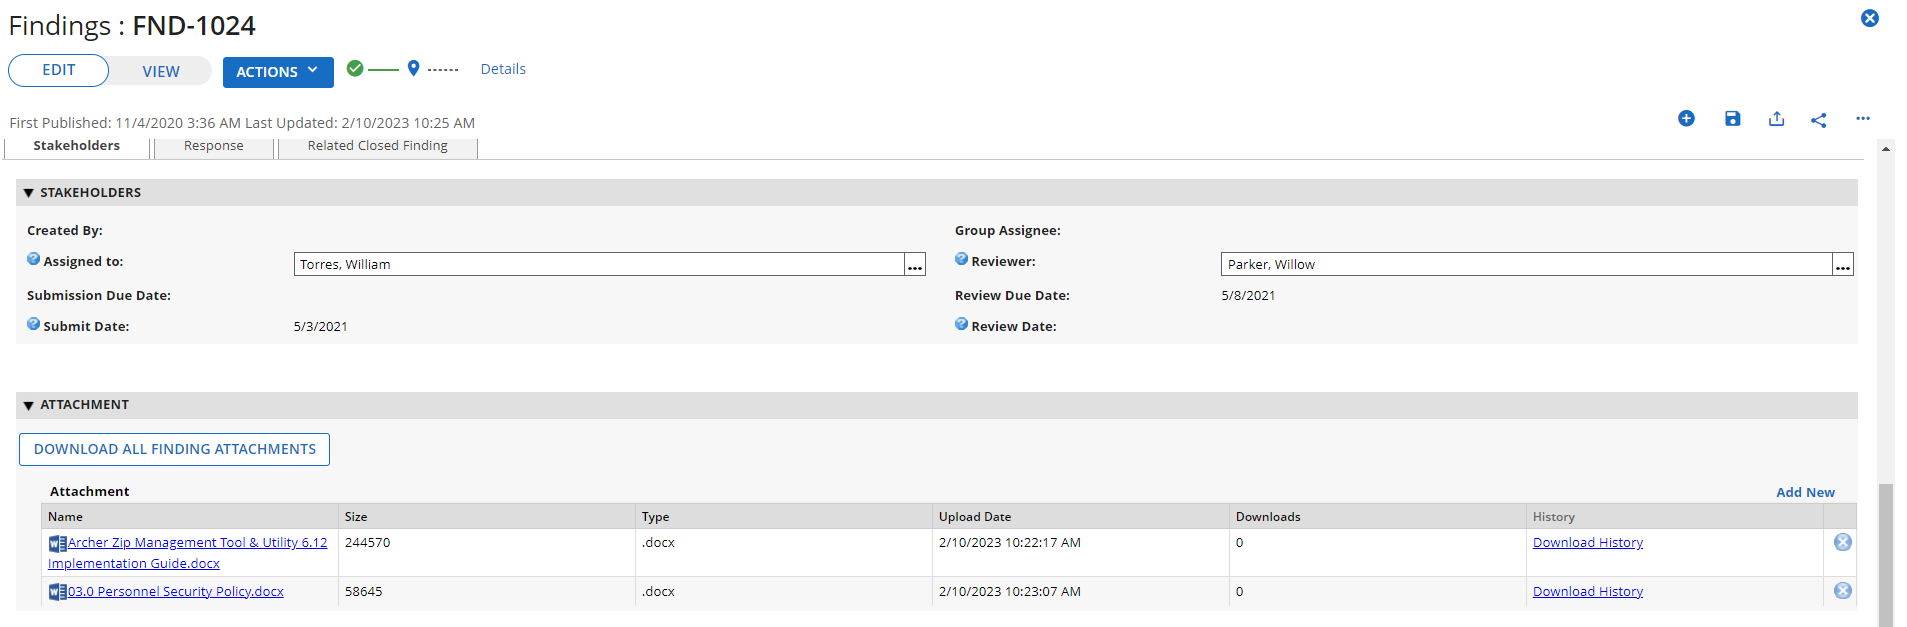 Findings : FND-1024
EDIT VIEW ACTIONS Details
First Published: 11/4/2020 3:36 AM Last Updated: 2/10/2023 10:25 AM
Stakeholders Response Related Closed Finding
STAKEHOLDERS
Created By: Group Assignee:
Assigned to: Torres, William ... Reviewer: Parker, Willow ...
Submission Due Date: Review Due Date: 5/8/2021
Submit Date: 5/3/2021 Review Date:
ATTACHMENT
DOWNLOAD ALL FINDING ATTACHMENTS
Attachment Add New
Name Size Type Upload Date Downloads History
Archer Zip Management Tool & Utility 6.12 244570 .docx 2/10/2023 10:22:17 AM 0 Download History
Implementation Guide.docx
03.0 Personnel Security Policy.docx 58645 .docx 2/10/2023 10:23:07 AM 0 Download History